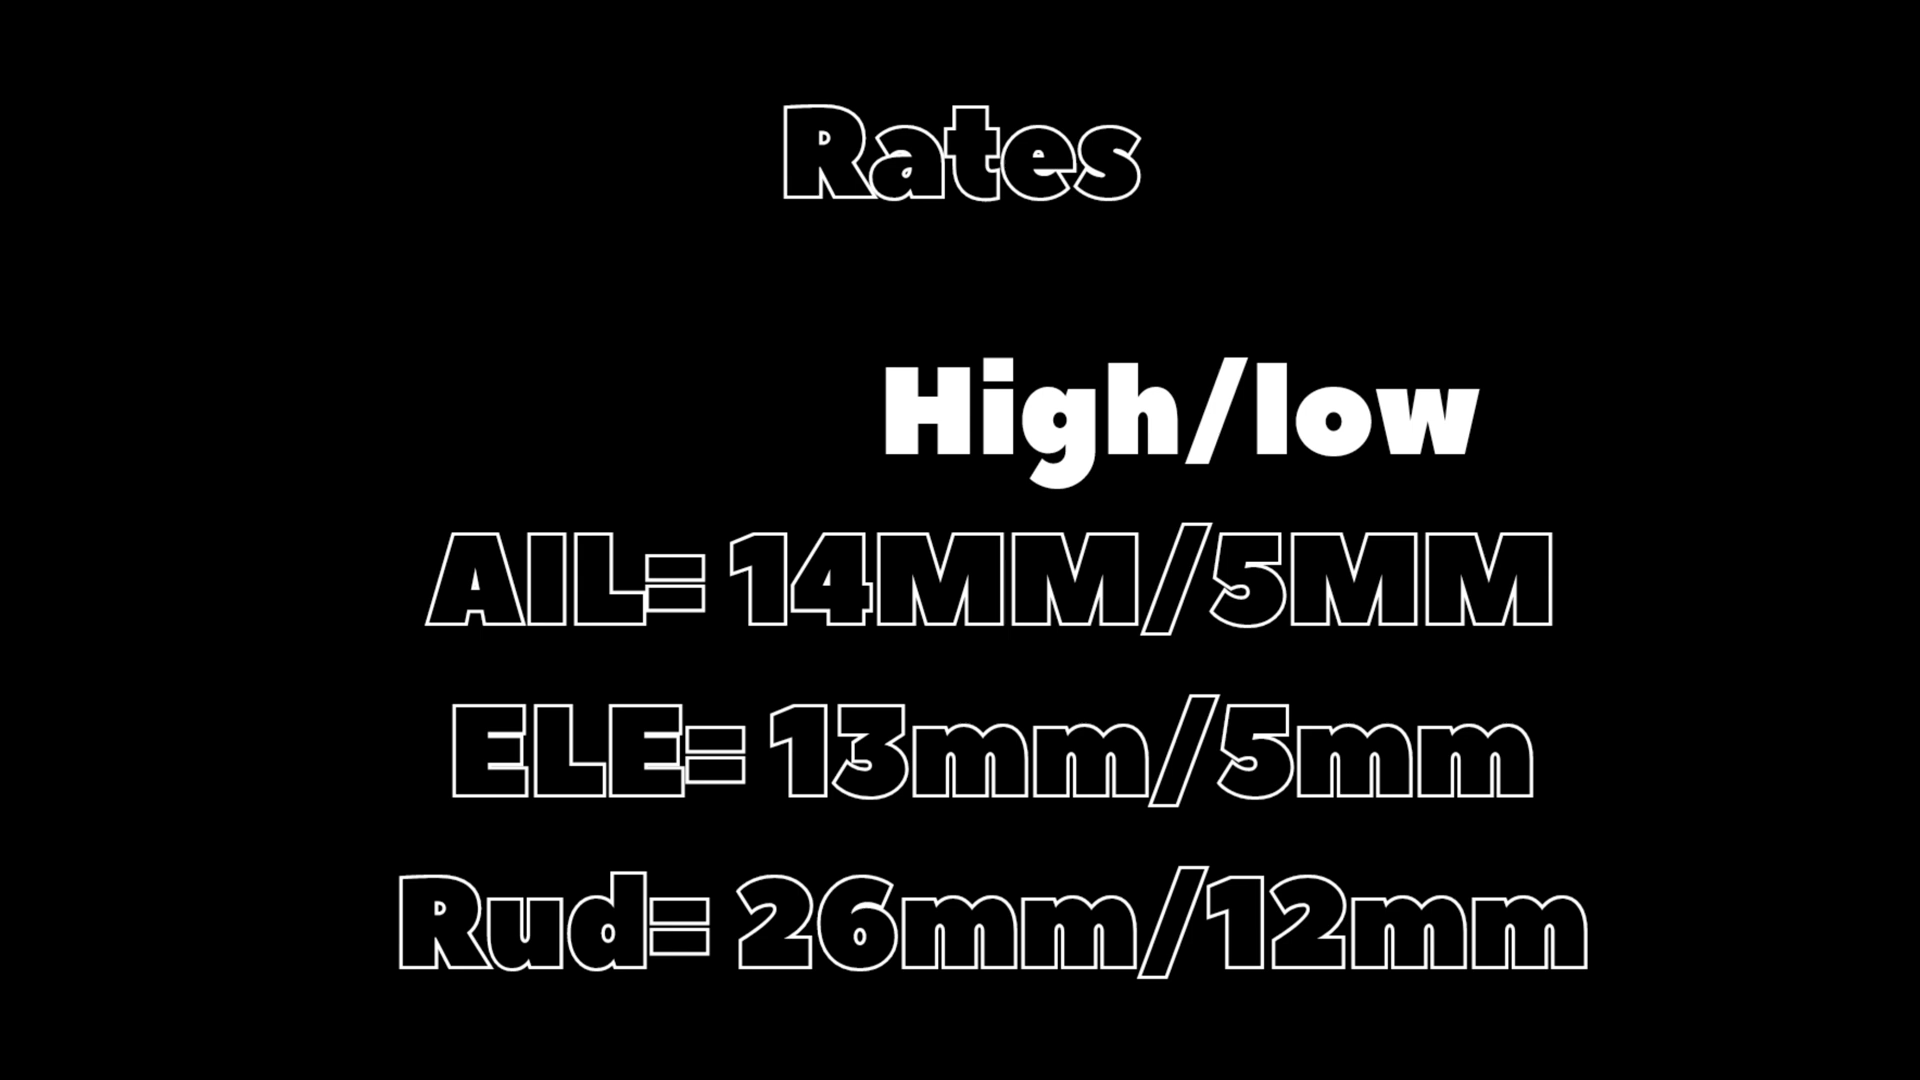 Rates
High/low
AIL= 14MM/5MM
ELE= 13mm/5mm
Rud= 26mm/12mm